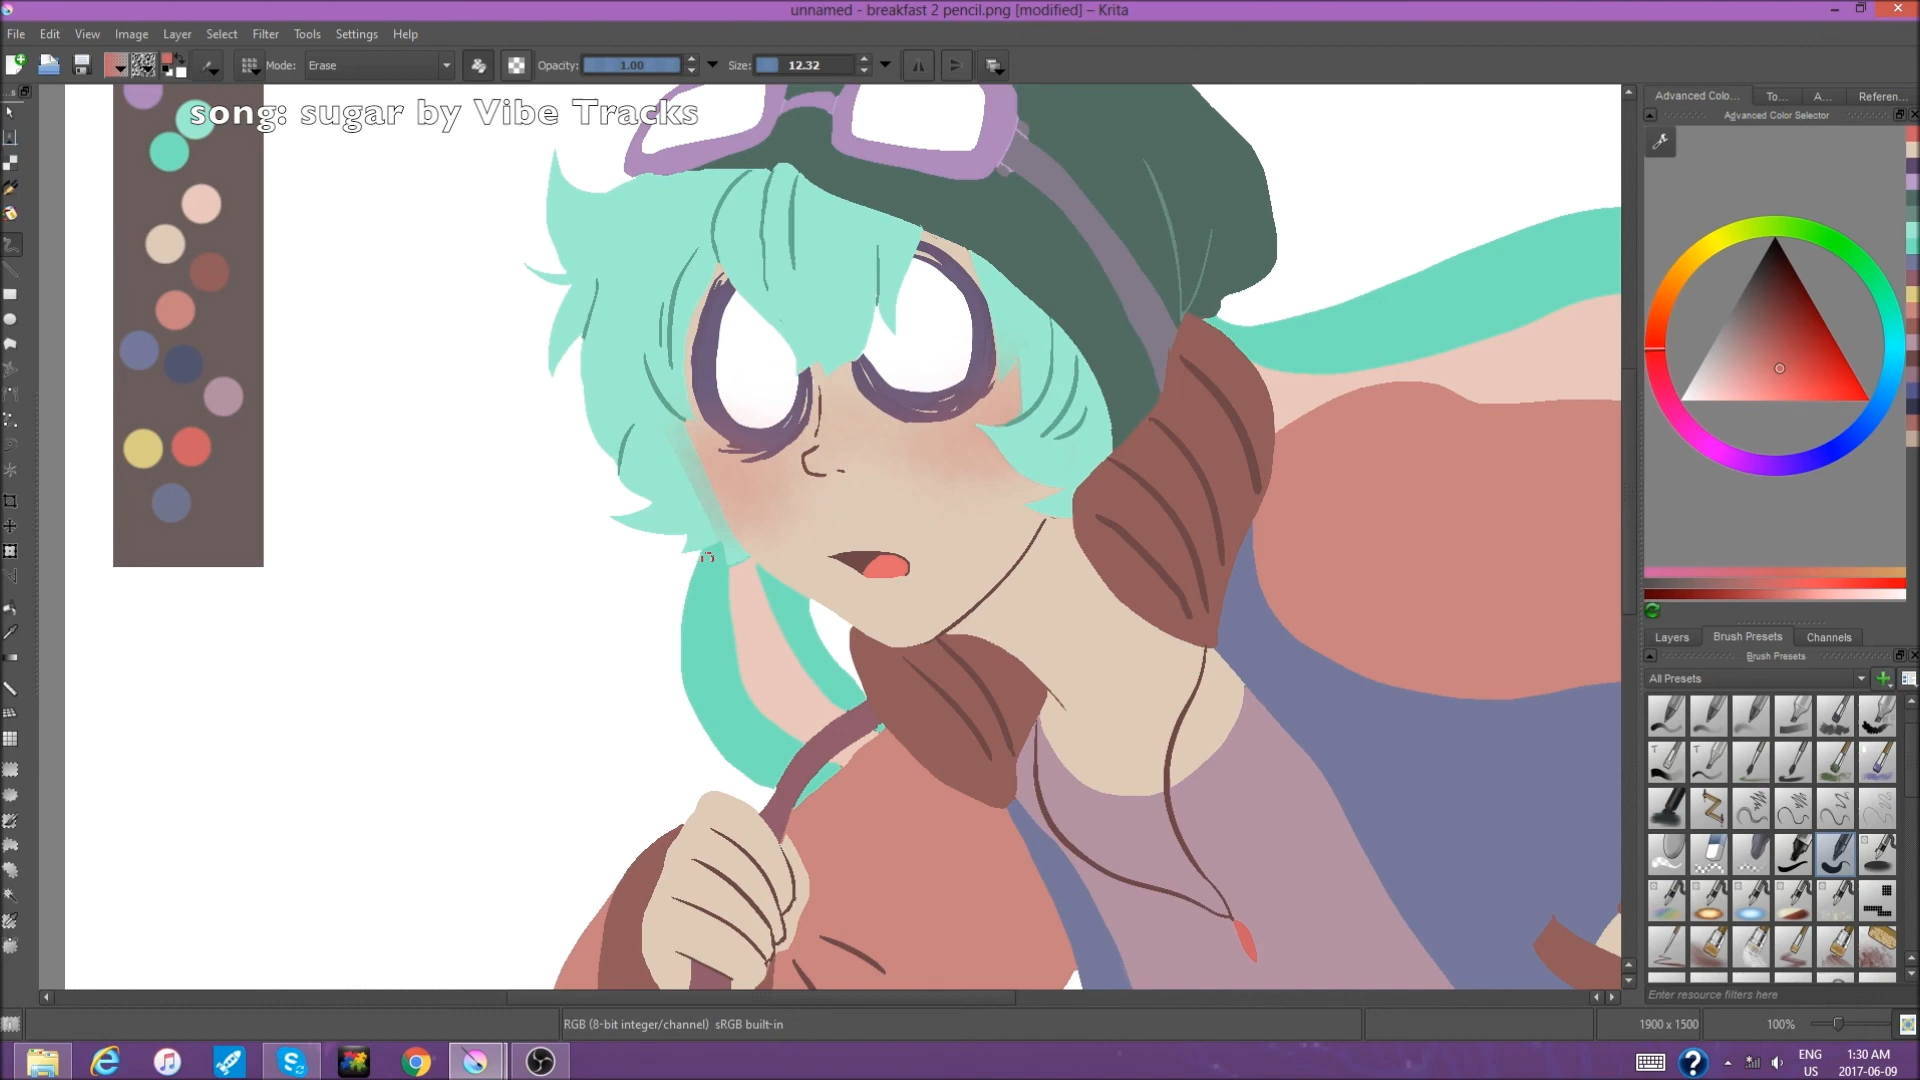 unnamed - breakfast 2 pencil.png [modified] – Krita
File Edit View Image Layer Select Filter Tools Settings Help
Mode: Erase Opacity: 1.00 Size: 12.32
song: sugar by Vibe Tracks
Advanced Colo... To... A... Referen...
Advanced Color Selector
Layers Brush Presets Channels
Brush Presets
All Presets
Enter resource filters here
RGB (8-bit integer/channel) sRGB built-in 1900 x 1500 100%
ENG 1:30 AM
US 2017-06-09